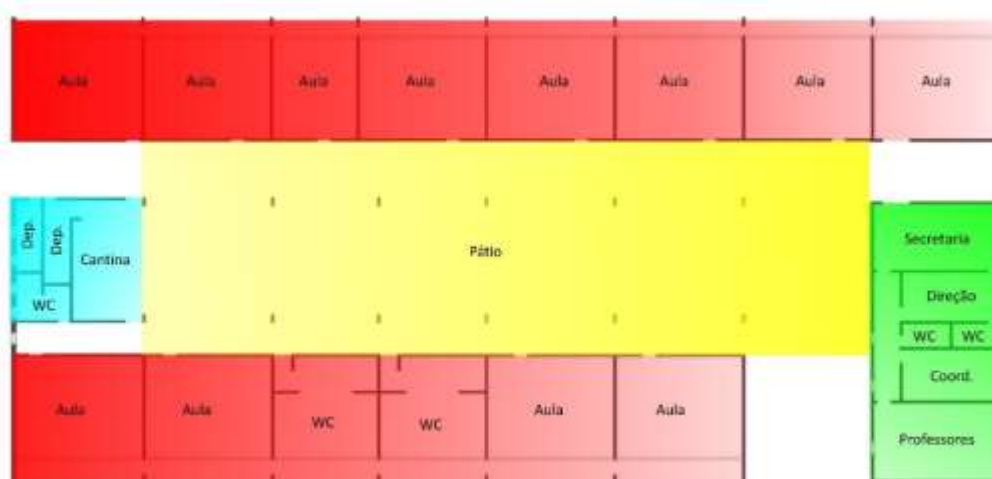 Aula Aula Aula Aula Aula Aula Aula Aula
Dep. Dep. Cantina Pátio Secretaria
WC Direção
WC WC
Coord.
Aula Aula WC WC Aula Aula Professores